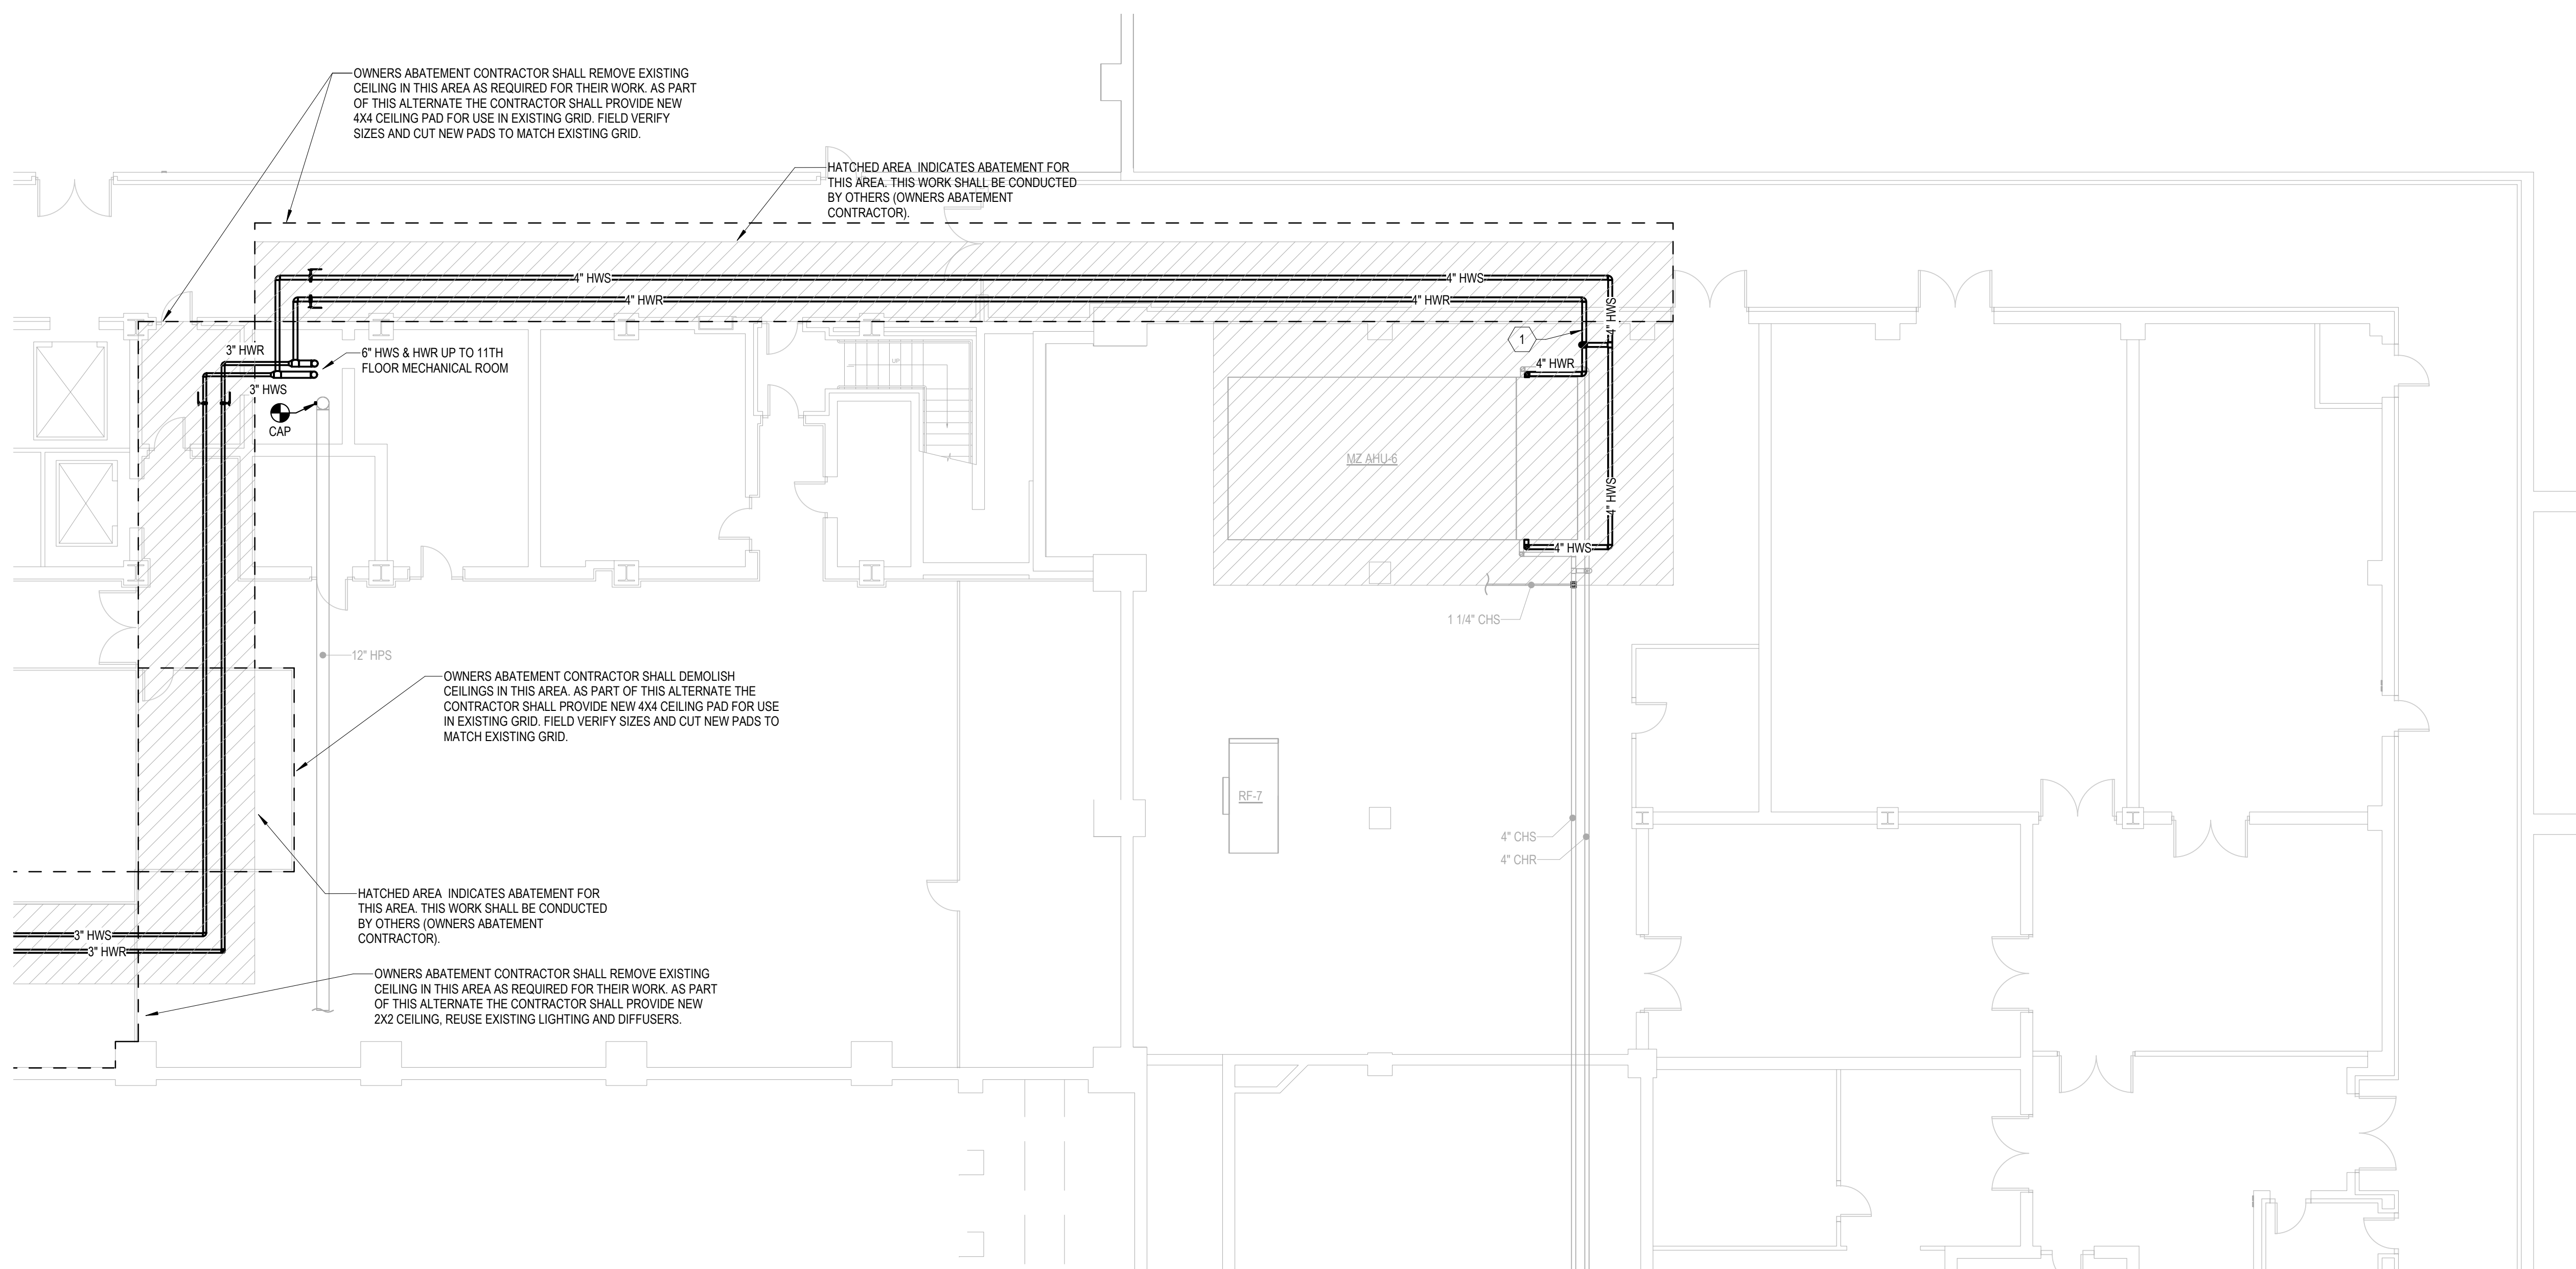 OWNERS ABATEMENT CONTRACTOR SHALL REMOVE EXISTING
CEILING IN THIS AREA AS REQUIRED FOR THEIR WORK. AS PART
OF THIS ALTERNATE THE CONTRACTOR SHALL PROVIDE NEW
4X4 CEILING PAD FOR USE IN EXISTING GRID. FIELD VERIFY
SIZES AND CUT NEW PADS TO MATCH EXISTING GRID.
HATCHED AREA  INDICATES ABATEMENT FOR
THIS AREA. THIS WORK SHALL BE CONDUCTED
BY OTHERS (OWNERS ABATEMENT
CONTRACTOR).
4" HWS
4" HWS
4" HWR
4" HWR
4" HWS
1
4" HWR
3" HWR
6" HWS & HWR UP TO 11TH
FLOOR MECHANICAL ROOM
3" HWS
CAP
UP
MZ AHU-6
4" HWS
4" HWS
1 1/4" CHS
12" HPS
OWNERS ABATEMENT CONTRACTOR SHALL DEMOLISH
CEILINGS IN THIS AREA. AS PART OF THIS ALTERNATE THE
CONTRACTOR SHALL PROVIDE NEW 4X4 CEILING PAD FOR USE
IN EXISTING GRID. FIELD VERIFY SIZES AND CUT NEW PADS TO
MATCH EXISTING GRID.
RF-7
4" CHS
4" CHR
HATCHED AREA  INDICATES ABATEMENT FOR
THIS AREA. THIS WORK SHALL BE CONDUCTED
BY OTHERS (OWNERS ABATEMENT
CONTRACTOR).
3" HWS
3" HWR
OWNERS ABATEMENT CONTRACTOR SHALL REMOVE EXISTING
CEILING IN THIS AREA AS REQUIRED FOR THEIR WORK. AS PART
OF THIS ALTERNATE THE CONTRACTOR SHALL PROVIDE NEW
2X2 CEILING, REUSE EXISTING LIGHTING AND DIFFUSERS.